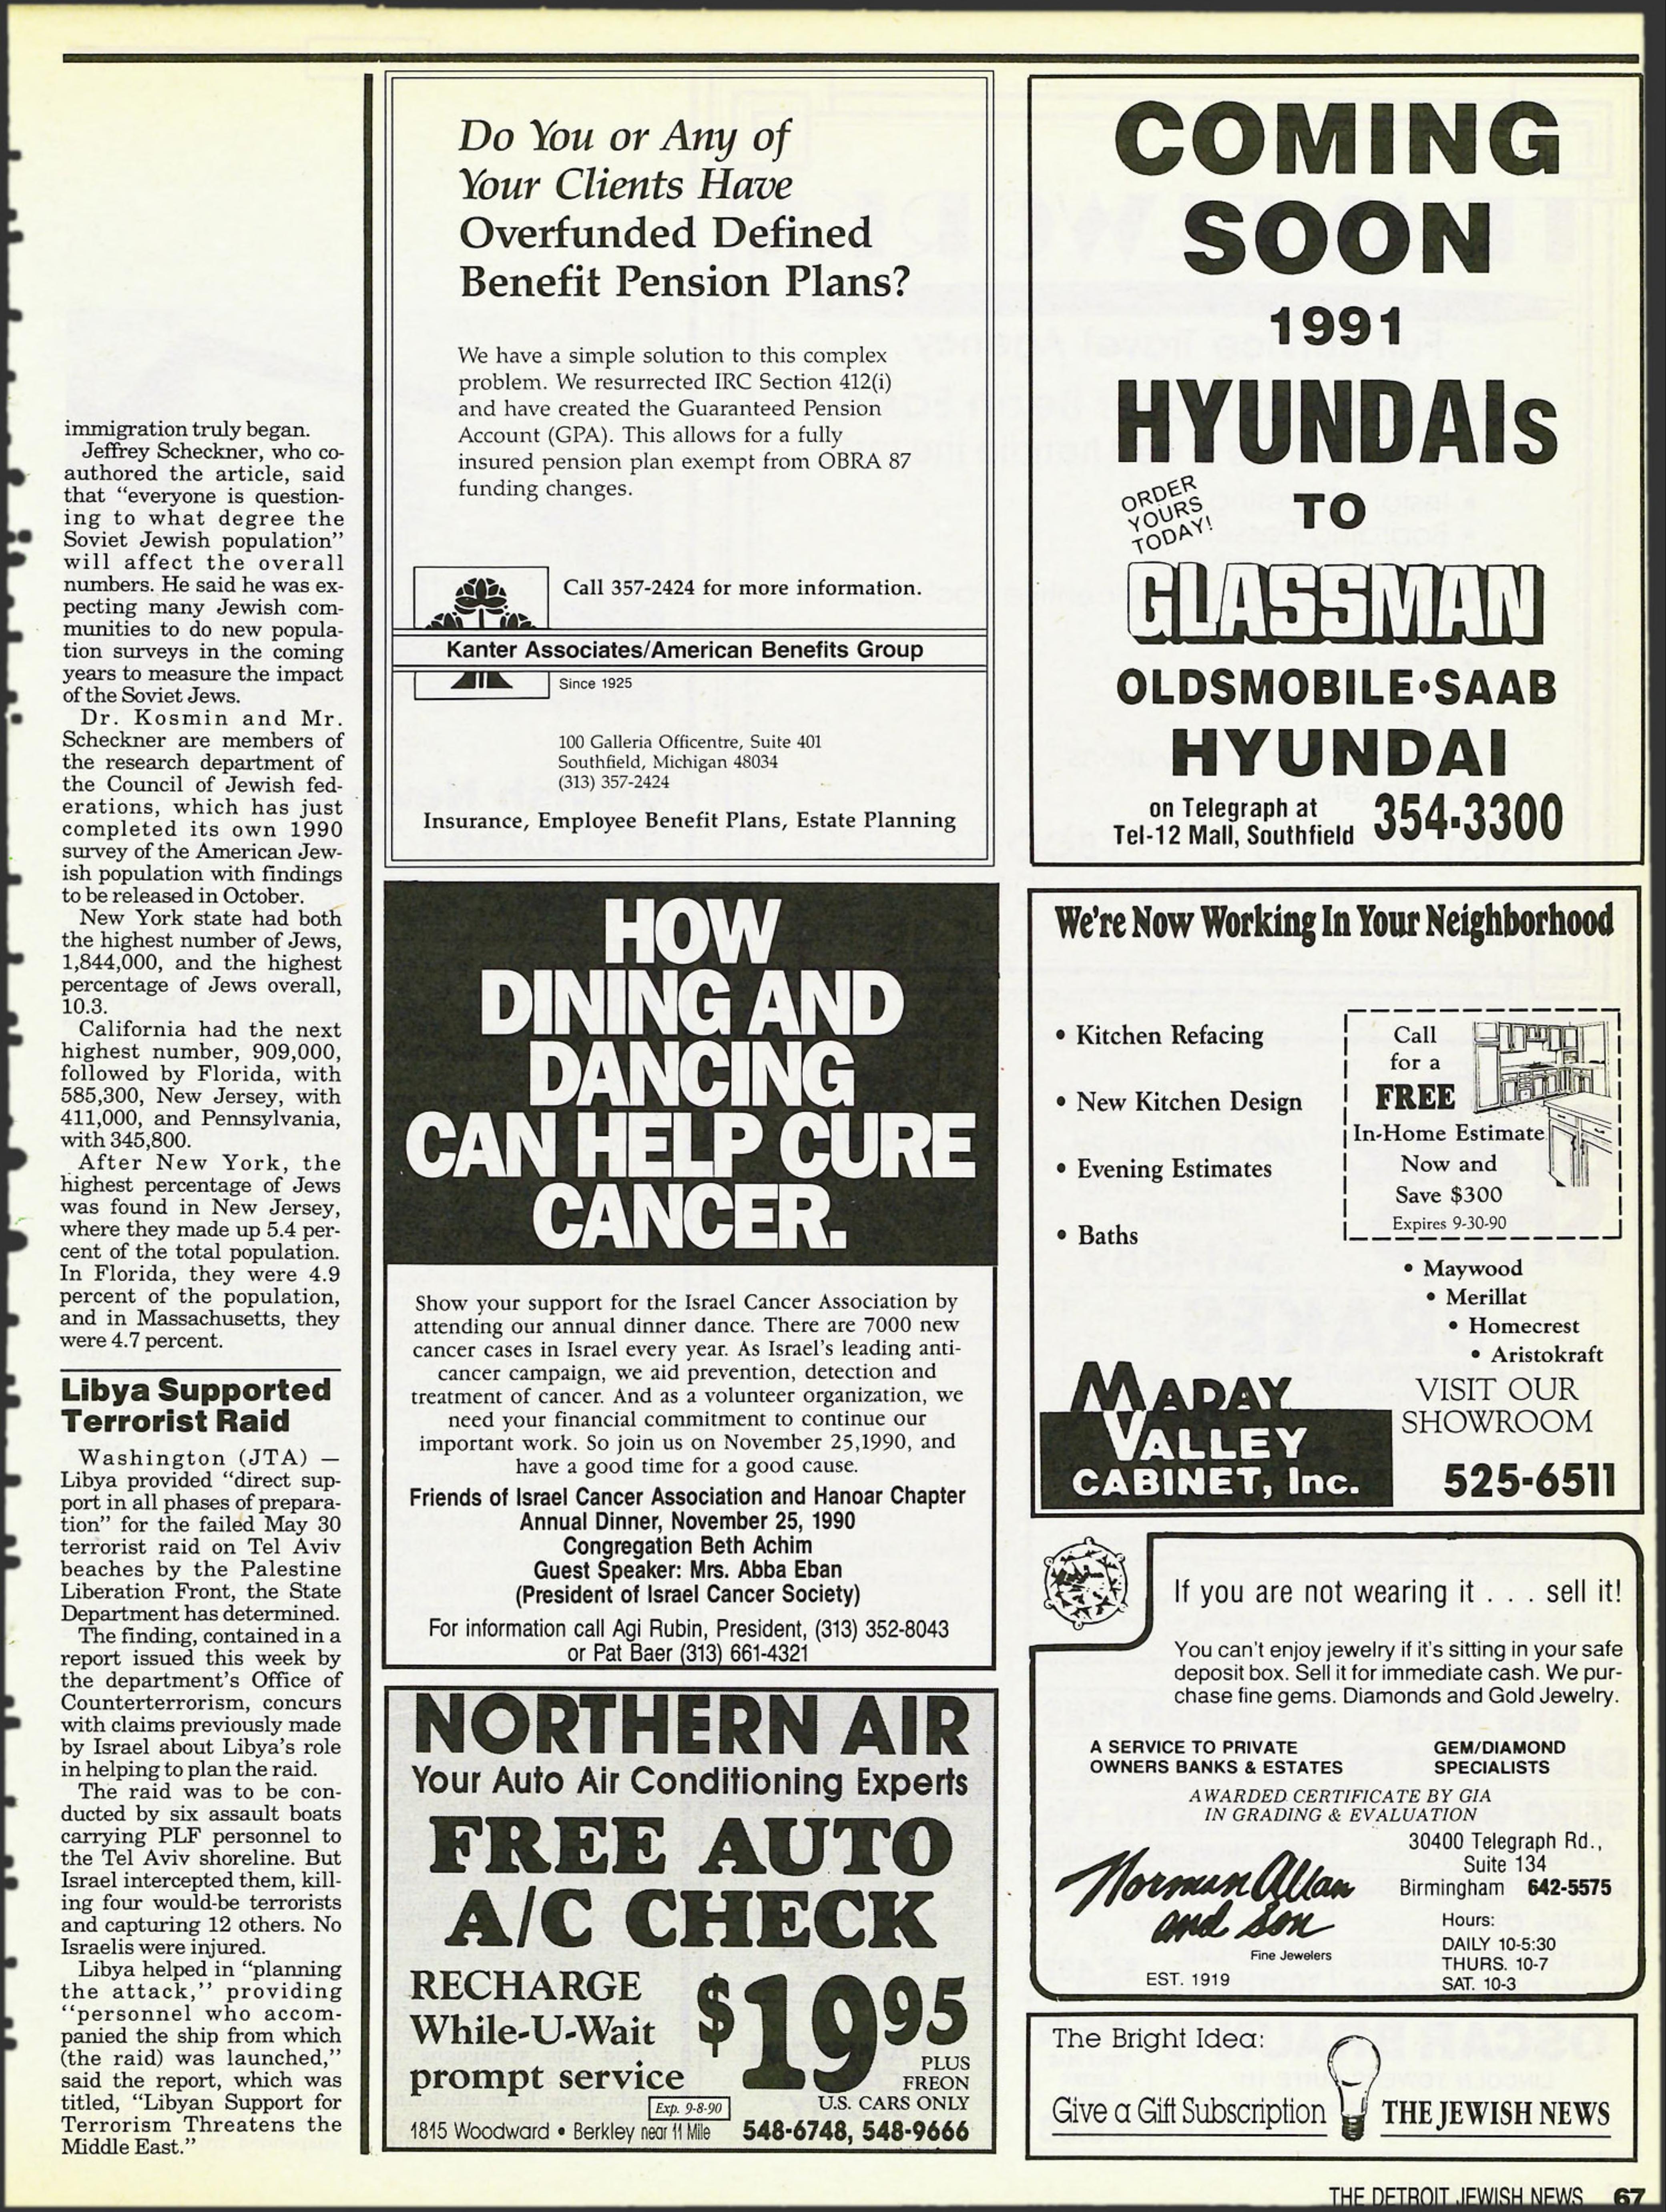 immigration truly began.
Jeffrey Scheckner, who co-
authored the article, said
that “everyone is question-
ing to what degree the
Soviet Jewish population”
will affect the overall
numbers. He said he was ex-
pecting many Jewish com-
munities to do new popula-
tion surveys in the coming
years to measure the impact
of the Soviet Jews.
Dr. Kosmin and Mr.
Scheckner are members of
the research department of
the Council of Jewish fed-
erations, which has just
completed its own 1990
survey of the American Jew-
ish population with findings
to be released in October.
New York state had both
the highest number of Jews,
1,844,000, and the highest
percentage of Jews overall,
10.3.
California had the next
highest number, 909,000,
followed by Florida, with
585,300, New Jersey, with
411,000, and Pennsylvania,
with 345,800.
After New York, the
highest percentage of Jews
was found in New Jersey,
where they made up 5.4 per-
cent of the total population.
In Florida, they were 4.9
percent of the population,
and in Massachusetts, they
were 4.7 percent.
Libya Supported
Terrorist Raid
Washington (JTA) —
Libya provided “direct sup-
port in all phases of prepara-
tion” for the failed May 30
terrorist raid on Tel Aviv
beaches by the Palestine
Liberation Front, the State
Department has determined.
The finding, contained in a
report issued this week by
the department's Office of
Counterterrorism, concurs
with claims previously made
by Israel about Libya's role
in helping to plan the raid.
The raid was to be con-
ducted by six assault boats
carrying PLF personnel to
the Tel Aviv shoreline. But
Israel intercepted them, kill-
ing four would-be terrorists
and capturing 12 others. No
Israelis were injured.
Libya helped in “planning
the attack,” providing
“personnel who accom-
panied the ship from which
(the raid) was launched,”
said the report, which was
titled, “Libyan Support for
Terrorism Threatens the
Middle East.”
Do You or Any of
Your Clients Have
Overfunded Defined
Benefit Pension Plans?
We have a simple solution to this complex
problem. We resurrected IRC Section 412(i)
and have created the Guaranteed Pension
Account (GPA). This allows for a fully
insured pension plan exempt from OBRA 87
funding changes.
Call 357-2424 for more information.
Kanter Associates/American Benefits Group
Since 1925
100 Galleria Officentre, Suite 401
Southfield, Michigan 48034
(313) 357-2424
Insurance, Employee Benefit Plans, Estate Planning
HOW
DINING AND
DANCING
CAN HELP CURE
CANCER.
Show your support for the Israel Cancer Association by
attending our annual dinner dance. There are 7000 new
cancer cases in Israel every year. As Israel's leading anti-
cancer campaign, we aid prevention, detection and
treatment of cancer. And as a volunteer organization, we
need your financial commitment to continue our
important work. So join us on November 25,1990, and
have a good time for a good cause.
Friends of Israel Cancer Association and Hanoar Chapter
Annual Dinner, November 25, 1990
Congregation Beth Achim
Guest Speaker: Mrs. Abba Eban
(President of Israel Cancer Society)
For information call Agi Rubin, President, (313) 352-8043
or Pat Baer (313) 661-4321
NORTHERN AIR
Your Auto Air Conditioning Experts
FREE AUTO
A/C CHECK
RECHARGE
While-U-Wait
prompt service
$19 95
PLUS
FREON
U.S. CARS ONLY
Exp. 9-8-90
1815 Woodward • Berkley near 11 Mile 548-6748, 548-9666
COMING
SOON
1991
HYUNDAIs
ORDER
YOURS
TODAY!
TO
GLASSMAN
OLDSMOBILE•SAAB
HYUNDAI
on Telegraph at
Tel-12 Mall, Southfield
354-3300
We're Now Working In Your Neighborhood
• Kitchen Refacing
• New Kitchen Design
• Evening Estimates
• Baths
Call
for a
FREE
In-Home Estimate
Now and
Save $300
Expires 9-30-90
• Maywood
• Merillat
• Homecrest
• Aristokraft
MADAY
VALLEY
CABINET, Inc.
VISIT OUR
SHOWROOM
525-6511
If you are not wearing it . . . sell it!
You can't enjoy jewelry if it's sitting in your safe
deposit box. Sell it for immediate cash. We pur-
chase fine gems. Diamonds and Gold Jewelry.
A SERVICE TO PRIVATE
OWNERS BANKS & ESTATES
GEM/DIAMOND
SPECIALISTS
AWARDED CERTIFICATE BY GIA
IN GRADING & EVALUATION
Norman Allan
and Son
Fine Jewelers
EST. 1919
30400 Telegraph Rd.,
Suite 134
Birmingham 642-5575
Hours:
DAILY 10-5:30
THURS. 10-7
SAT. 10-3
The Bright Idea:
Give a Gift Subscription
THE JEWISH NEWS
THE DETROIT JEWISH NEWS 67